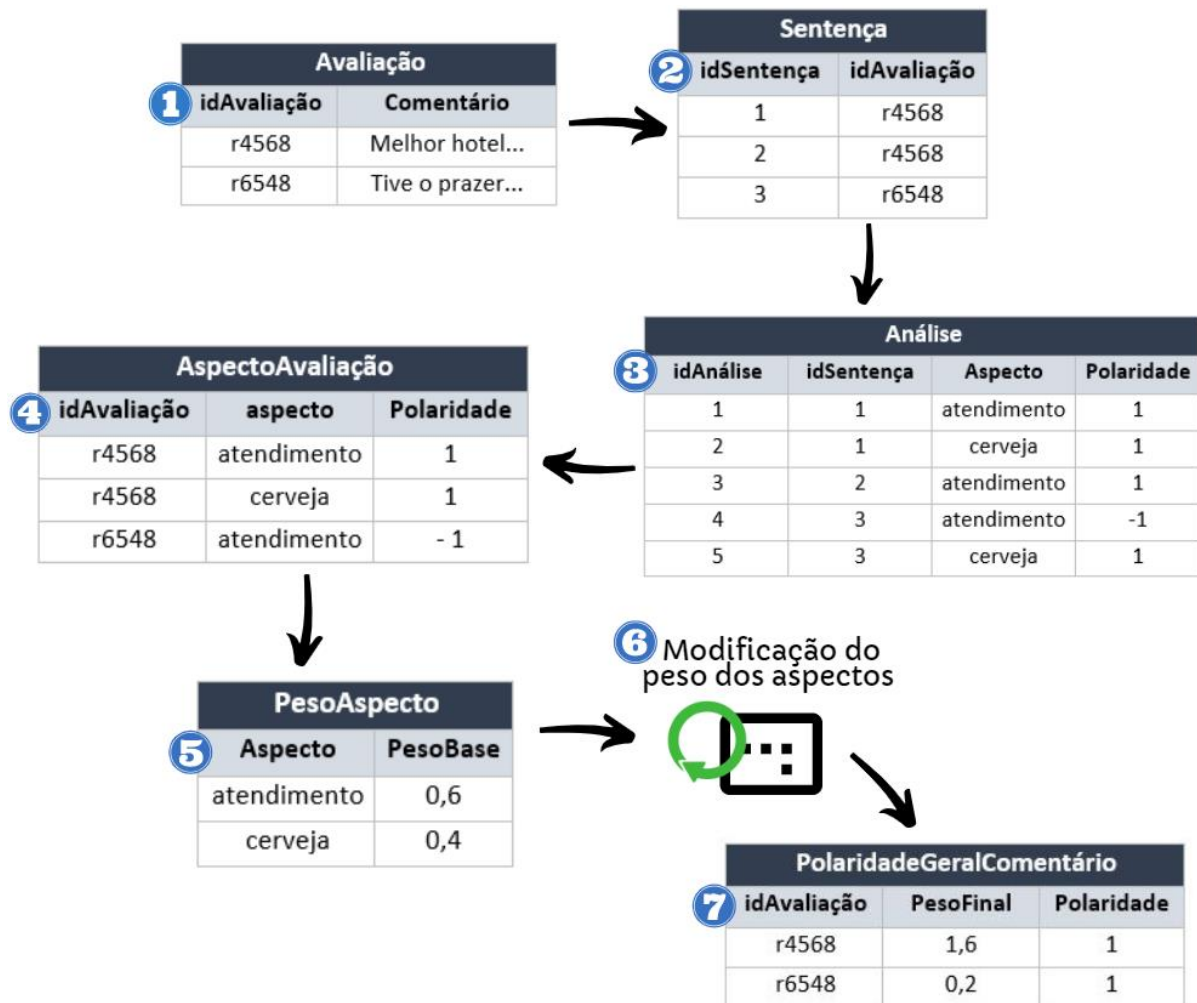 Avaliação
1 idAvaliação Comentário
r4568 Melhor hotel...
r6548 Tive o prazer...
Sentença
2 idSentença idAvaliação
1 r4568
2 r4568
3 r6548
Análise
3 idAnálise idSentença Aspecto Polaridade
1 1 atendimento 1
2 1 cerveja 1
3 2 atendimento 1
4 3 atendimento -1
5 3 cerveja 1
AspectoAvaliação
4 idAvaliação aspecto Polaridade
r4568 atendimento 1
r4568 cerveja 1
r6548 atendimento - 1
PesoAspecto
5 Aspecto PesoBase
atendimento 0,6
cerveja 0,4
6 Modificação do
peso dos aspectos
PolaridadeGeralComentário
7 idAvaliação PesoFinal Polaridade
r4568 1,6 1
r6548 0,2 1